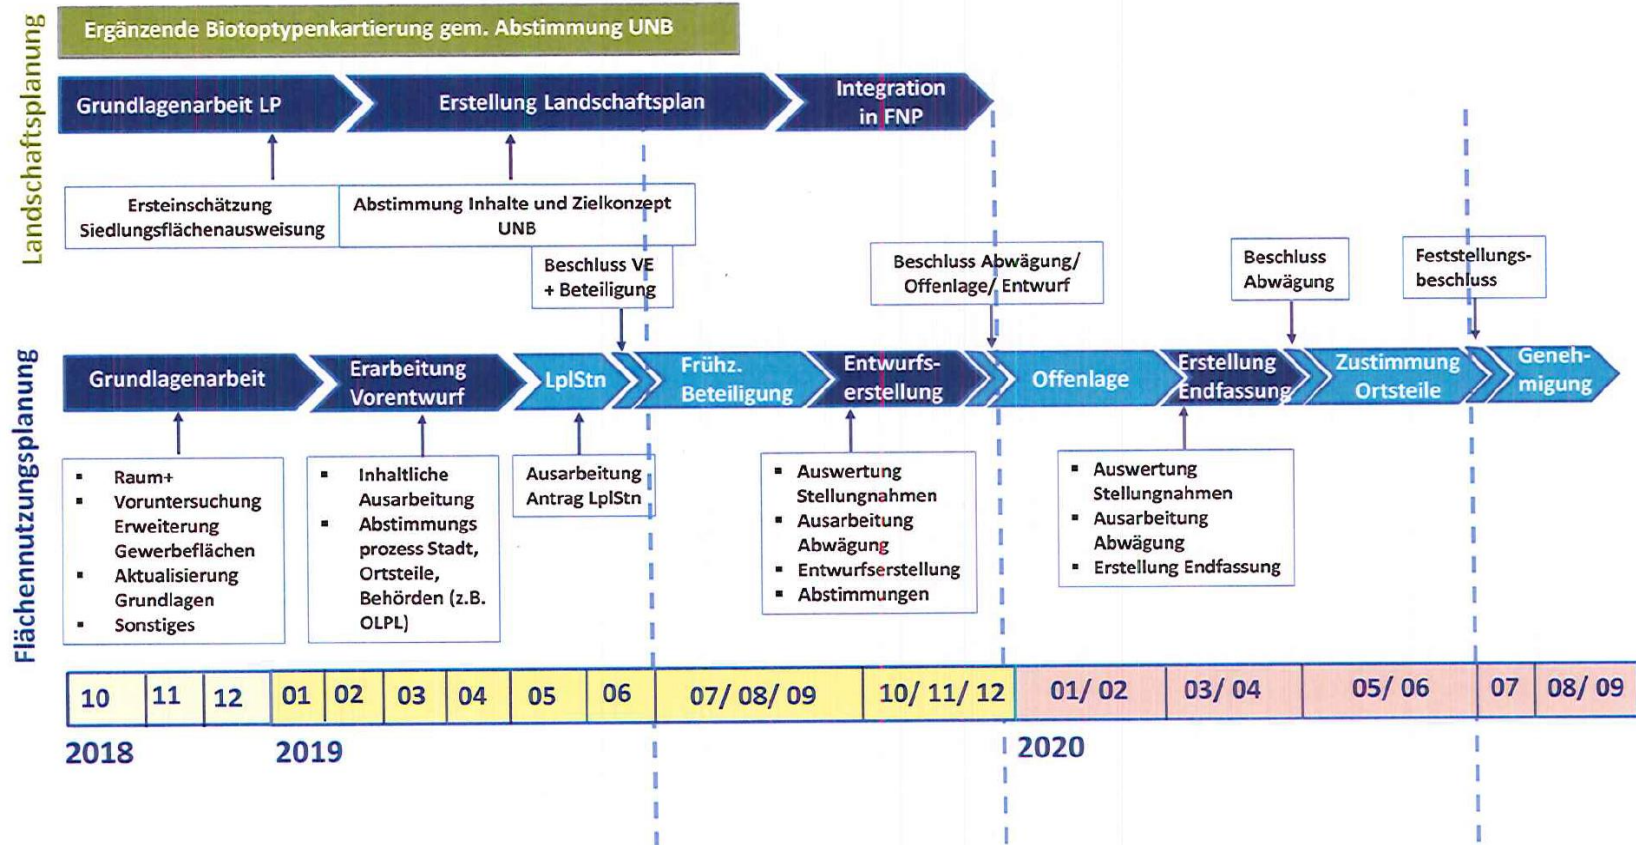 Landschaftsplanung
Ergänzende Biotoptypenkartierung gem. Abstimmung UNB
Grundlagenarbeit LP
Erstellung Landschaftsplan
Integration
in FNP
Ersteinschätzung
Siedlungsflächenausweisung
Abstimmung Inhalte und Zielkonzept
UNB
Beschluss VE
+ Beteiligung
Beschluss Abwägung/
Offenlage/ Entwurf
Beschluss
Abwägung
Feststellungs-
beschluss
Flächennutzungsplanung
Grundlagenarbeit
Erarbeitung
Vorentwurf
LplStn
Frühz.
Beteiligung
Entwurfs-
erstellung
Offenlage
Erstellung
Endfassung
Zustimmung
Ortsteile
Geneh-
migung
▪ Raum+
▪ Voruntersuchung
Erweiterung
Gewerbeflächen
▪ Aktualisierung
Grundlagen
▪ Sonstiges
▪ Inhaltliche
Ausarbeitung
▪ Abstimmungs
prozess Stadt,
Ortsteile,
Behörden (z.B.
OLPL)
Ausarbeitung
Antrag LplStn
▪ Auswertung
Stellungnahmen
▪ Ausarbeitung
Abwägung
▪ Entwurfserstellung
▪ Abstimmungen
▪ Auswertung
Stellungnahmen
▪ Ausarbeitung
Abwägung
▪ Erstellung Endfassung
10 11 12 01 02 03 04 05 06 07/ 08/ 09 10/ 11/ 12 01/ 02 03/ 04 05/ 06 07 08/ 09
2018 2019 2020